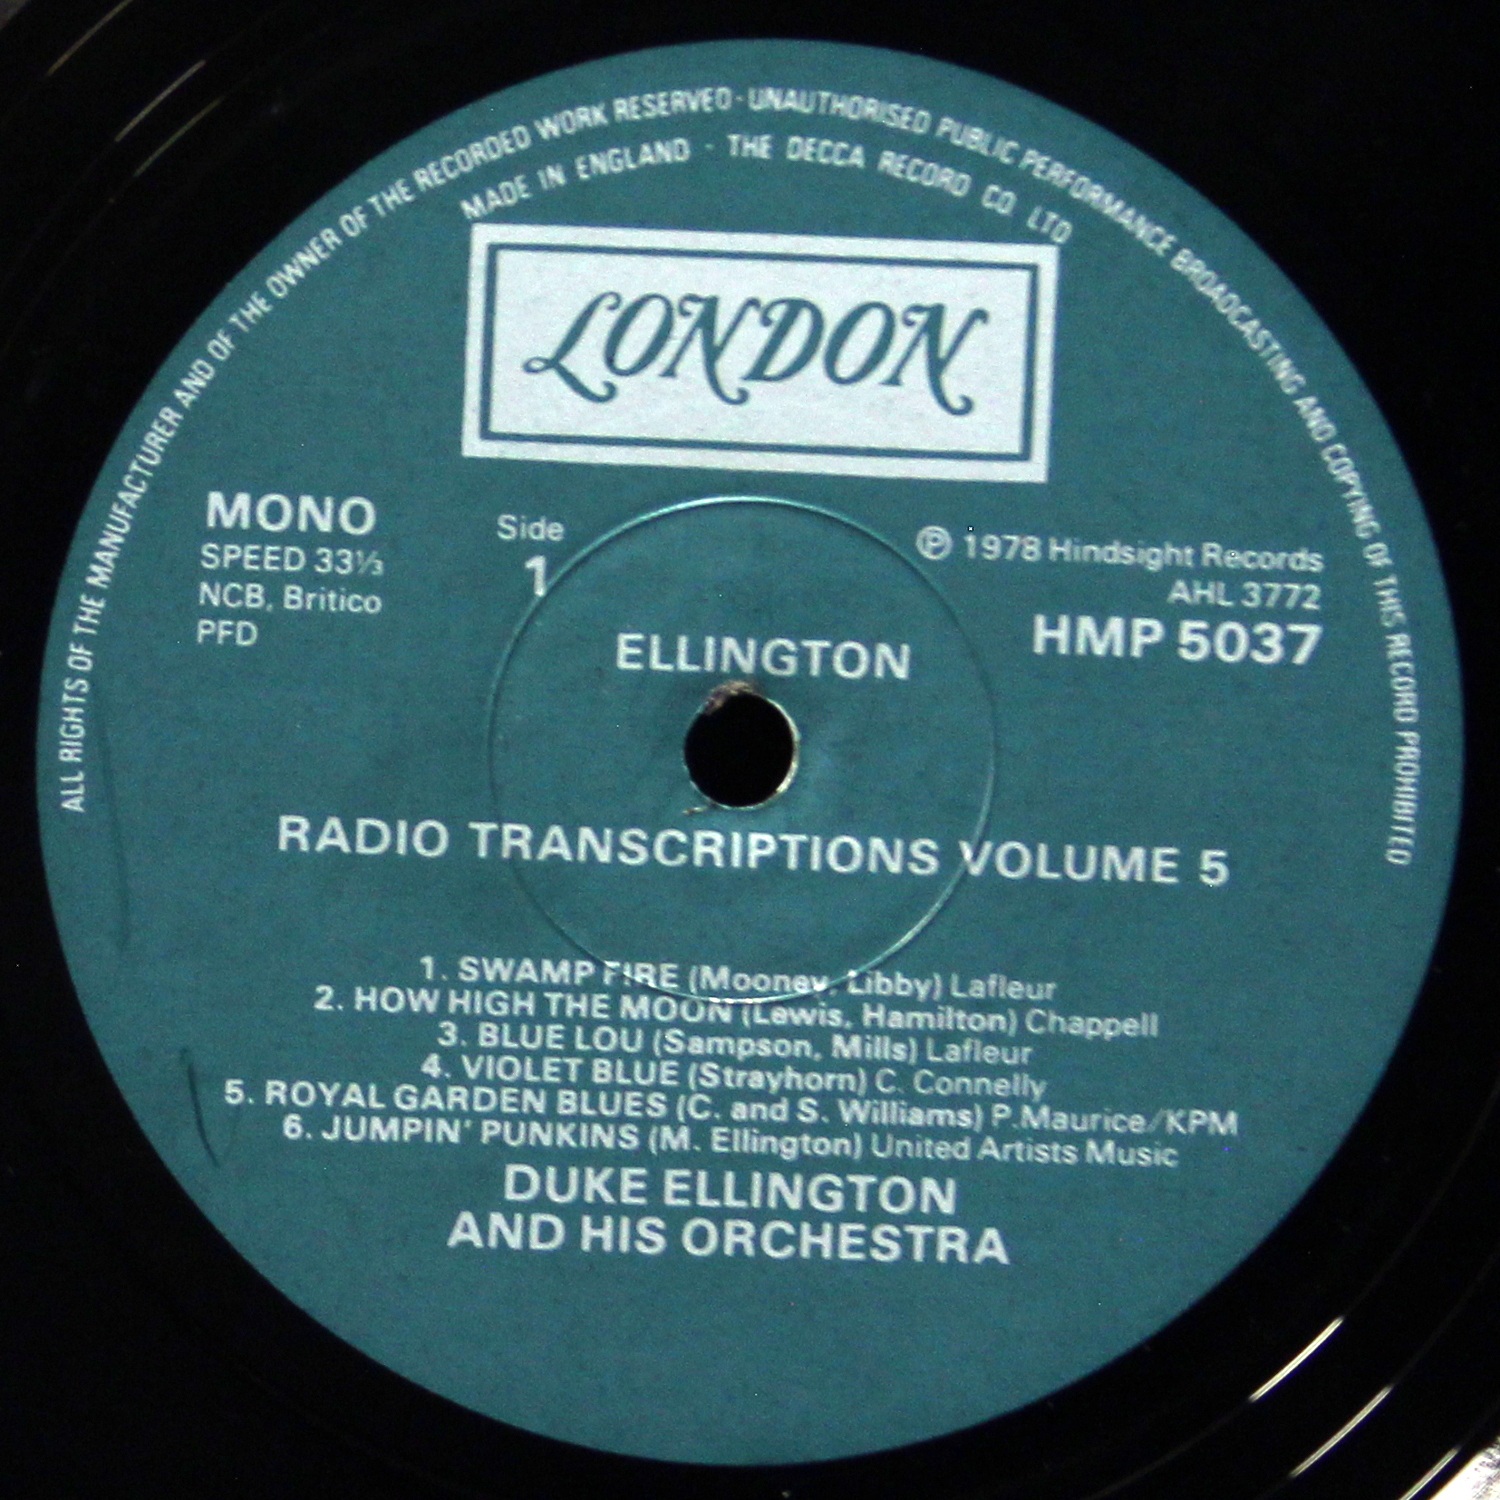 ALL RIGHTS OF THE MANUFACTURER AND OF THE OWNER OF THE RECORDED WORK RESERVED · UNAUTHORISED PUBLIC PERFORMANCE BROADCASTING AND COPYING OF THIS RECORD PROHIBITED
MADE IN ENGLAND · THE DECCA RECORD CO LTD
LONDON
MONO
SPEED 33⅓
NCB, Britico
PFD
Side
1
℗ 1978 Hindsight Records
AHL 3772
HMP 5037
ELLINGTON
RADIO TRANSCRIPTIONS VOLUME 5
1. SWAMP FIRE (Mooney, Libby) Lafleur
2. HOW HIGH THE MOON (Lewis, Hamilton) Chappell
3. BLUE LOU (Sampson, Mills) Lafleur
4. VIOLET BLUE (Strayhorn) C. Connelly
5. ROYAL GARDEN BLUES (C. and S. Williams) P.Maurice/KPM
6. JUMPIN' PUNKINS (M. Ellington) United Artists Music
DUKE ELLINGTON
AND HIS ORCHESTRA